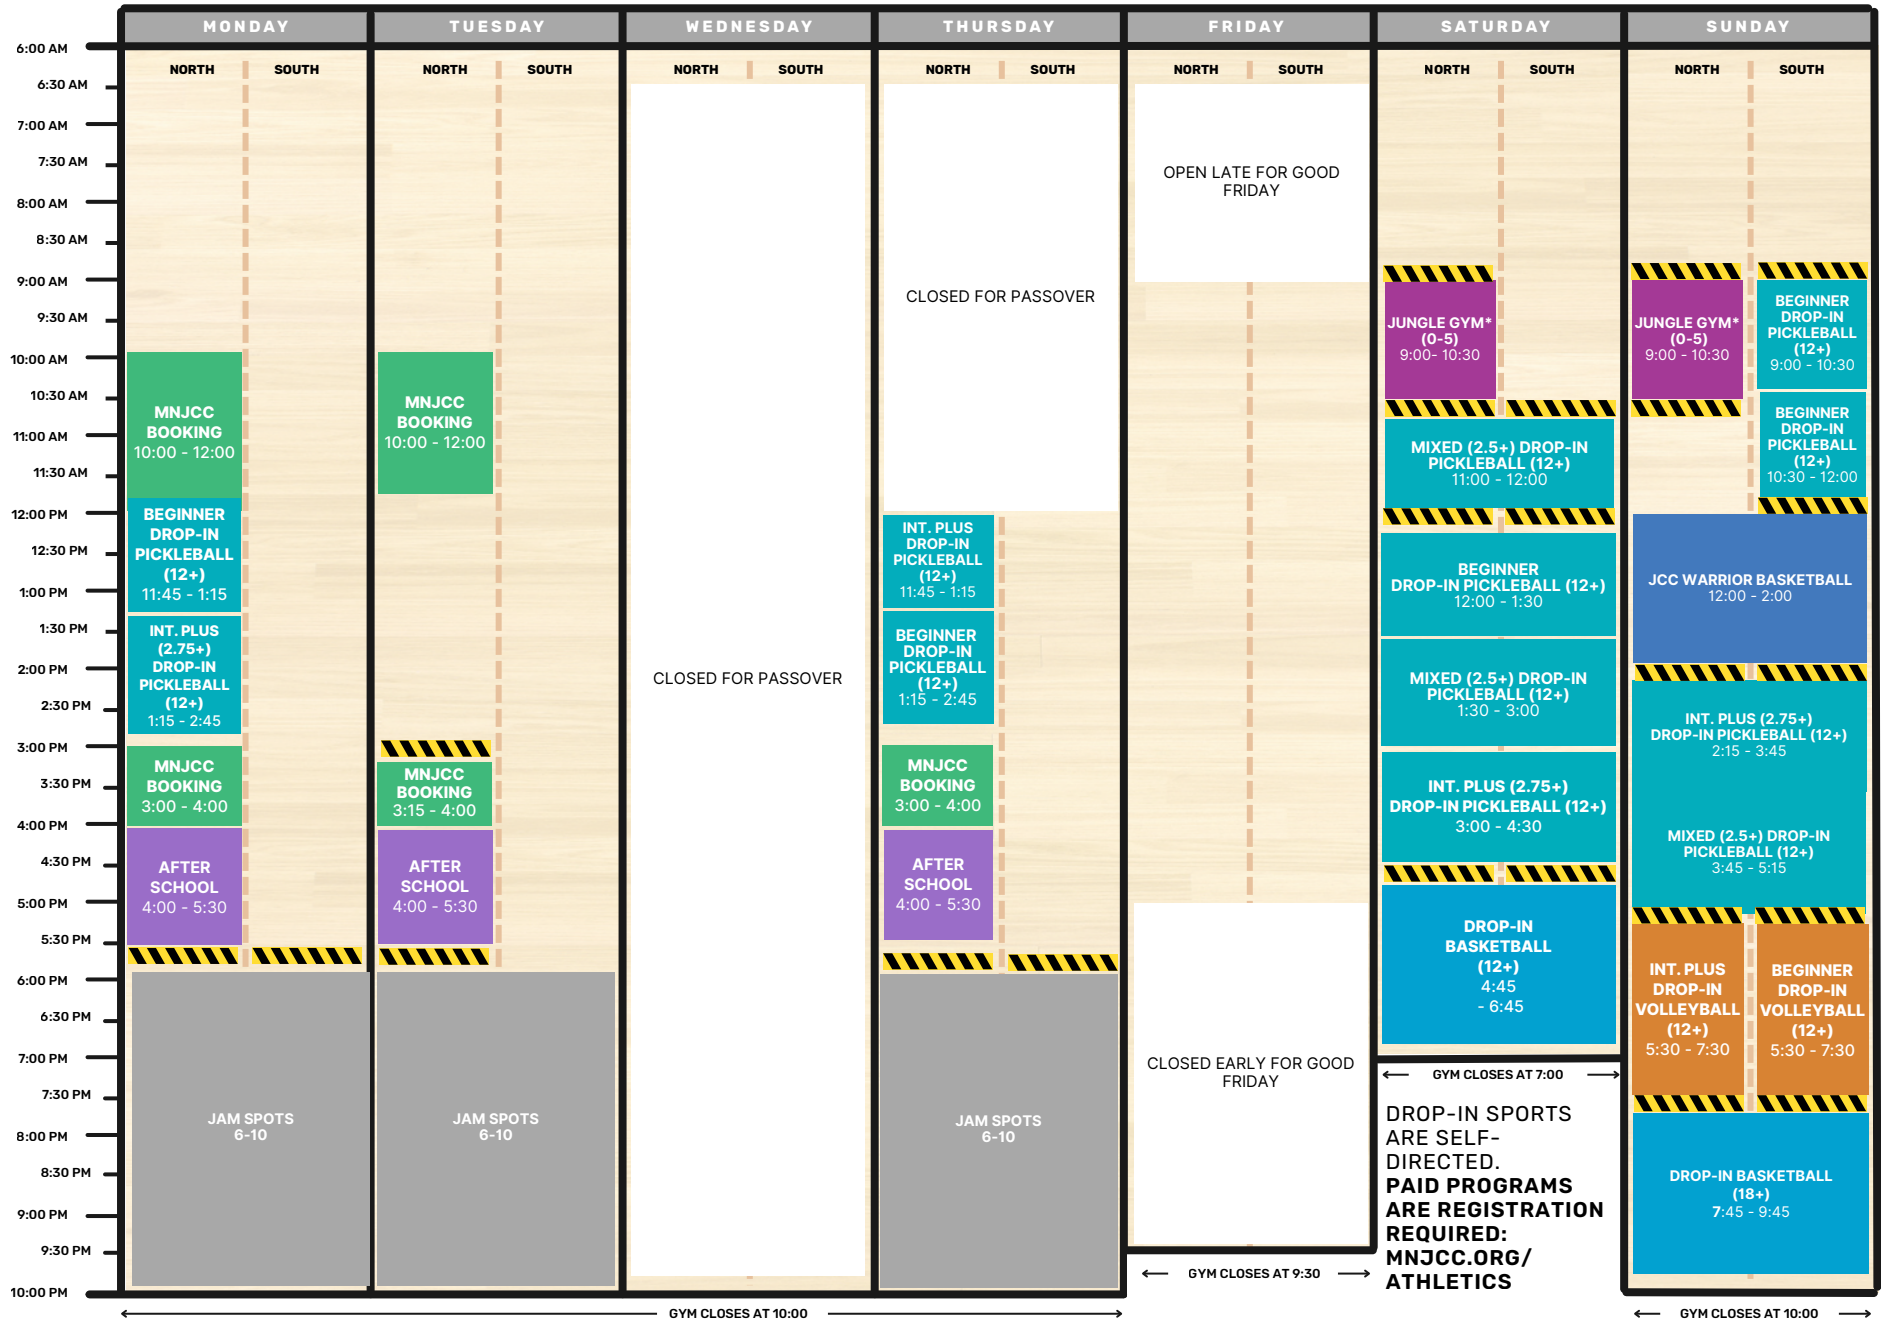 MONDAY
TUESDAY
WEDNESDAY
THURSDAY
FRIDAY
SATURDAY
SUNDAY
6:00 AM
6:30 AM
7:00 AM
7:30 AM
8:00 AM
8:30 AM
9:00 AM
9:30 AM
10:00 AM
10:30 AM
11:00 AM
11:30 AM
12:00 PM
12:30 PM
1:00 PM
1:30 PM
2:00 PM
2:30 PM
3:00 PM
3:30 PM
4:00 PM
4:30 PM
5:00 PM
5:30 PM
6:00 PM
6:30 PM
7:00 PM
7:30 PM
8:00 PM
8:30 PM
9:00 PM
9:30 PM
10:00 PM
NORTH SOUTH
MNJCC
BOOKING
10:00 - 12:00
BEGINNER
DROP-IN
PICKLEBALL
(12+)
11:45 - 1:15
INT. PLUS
(2.75+)
DROP-IN
PICKLEBALL
(12+)
1:15 - 2:45
MNJCC
BOOKING
3:00 - 4:00
AFTER
SCHOOL
4:00 - 5:30
JAM SPOTS
6-10
NORTH SOUTH
MNJCC
BOOKING
10:00 - 12:00
MNJCC
BOOKING
3:15 - 4:00
AFTER
SCHOOL
4:00 - 5:30
JAM SPOTS
6-10
NORTH SOUTH
CLOSED FOR PASSOVER
NORTH SOUTH
CLOSED FOR PASSOVER
INT. PLUS
DROP-IN
PICKLEBALL
(12+)
11:45 - 1:15
BEGINNER
DROP-IN
PICKLEBALL
(12+)
1:15 - 2:45
MNJCC
BOOKING
3:00 - 4:00
AFTER
SCHOOL
4:00 - 5:30
JAM SPOTS
6-10
GYM CLOSES AT 10:00
NORTH SOUTH
OPEN LATE FOR GOOD
FRIDAY
CLOSED EARLY FOR GOOD
FRIDAY
GYM CLOSES AT 9:30
NORTH SOUTH
JUNGLE GYM*
(0-5)
9:00- 10:30
MIXED (2.5+) DROP-IN
PICKLEBALL (12+)
11:00 - 12:00
BEGINNER
DROP-IN PICKLEBALL (12+)
12:00 - 1:30
MIXED (2.5+) DROP-IN
PICKLEBALL (12+)
1:30 - 3:00
INT. PLUS (2.75+)
DROP-IN PICKLEBALL (12+)
3:00 - 4:30
DROP-IN
BASKETBALL
(12+)
4:45
- 6:45
GYM CLOSES AT 7:00
DROP-IN SPORTS
ARE SELF-
DIRECTED.
PAID PROGRAMS
ARE REGISTRATION
REQUIRED:
MNJCC.ORG/
ATHLETICS
NORTH SOUTH
JUNGLE GYM*
(0-5)
9:00 - 10:30
BEGINNER
DROP-IN
PICKLEBALL
(12+)
9:00 - 10:30
BEGINNER
DROP-IN
PICKLEBALL
(12+)
10:30 - 12:00
JCC WARRIOR BASKETBALL
12:00 - 2:00
INT. PLUS (2.75+)
DROP-IN PICKLEBALL (12+)
2:15 - 3:45
MIXED (2.5+) DROP-IN
PICKLEBALL (12+)
3:45 - 5:15
INT. PLUS
DROP-IN
VOLLEYBALL
(12+)
5:30 - 7:30
BEGINNER
DROP-IN
VOLLEYBALL
(12+)
5:30 - 7:30
DROP-IN BASKETBALL
(18+)
7:45 - 9:45
GYM CLOSES AT 10:00